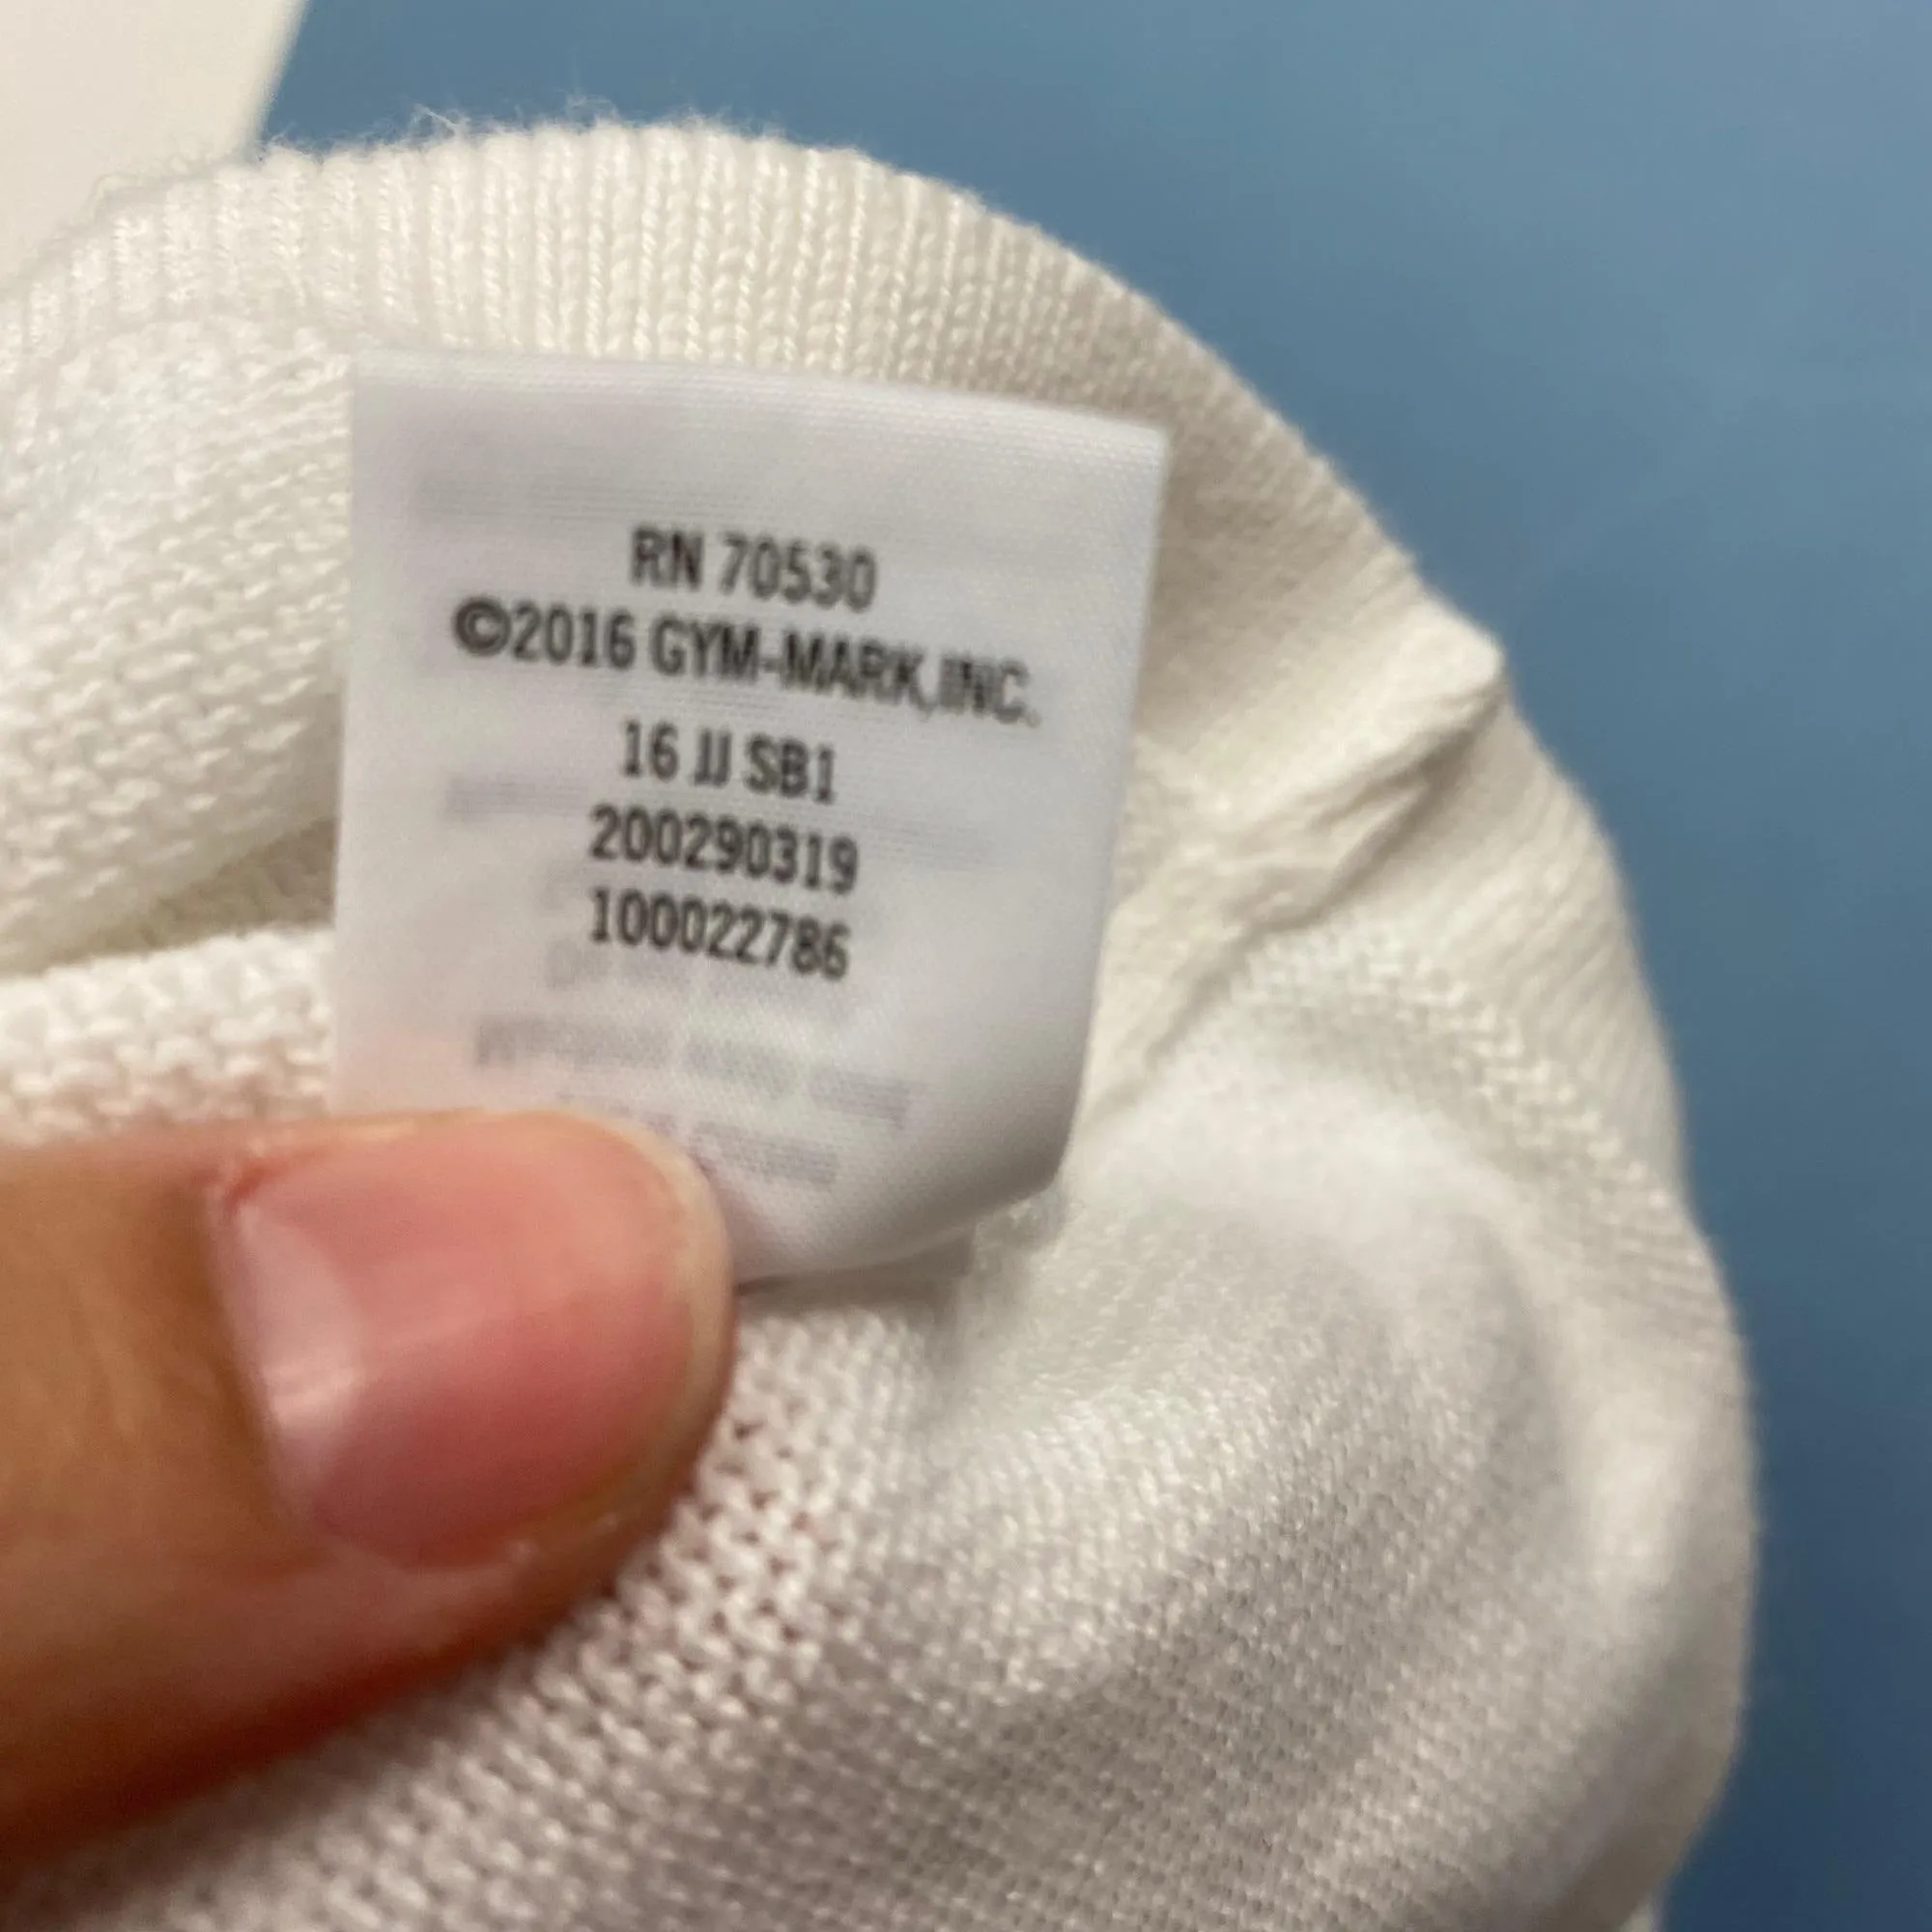 RN 70530
©2016 GYM-MARK,INC.
16 JJ SB1
200290319
100022786